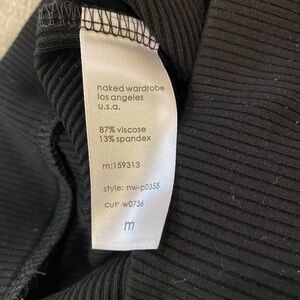 naked wardrobe
los angeles
u.s.a.
87% viscose
13% spandex
rn:159313
style: nw-p0355
cut: w0736
m